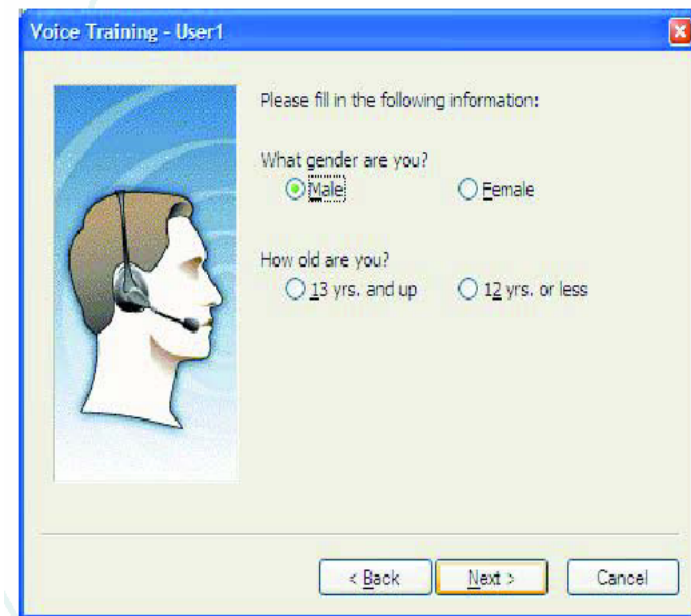 Voice Training - User1
Please fill in the following information:
What gender are you?
Male Female
How old are you?
13 yrs. and up 12 yrs. or less
< Back Next > Cancel